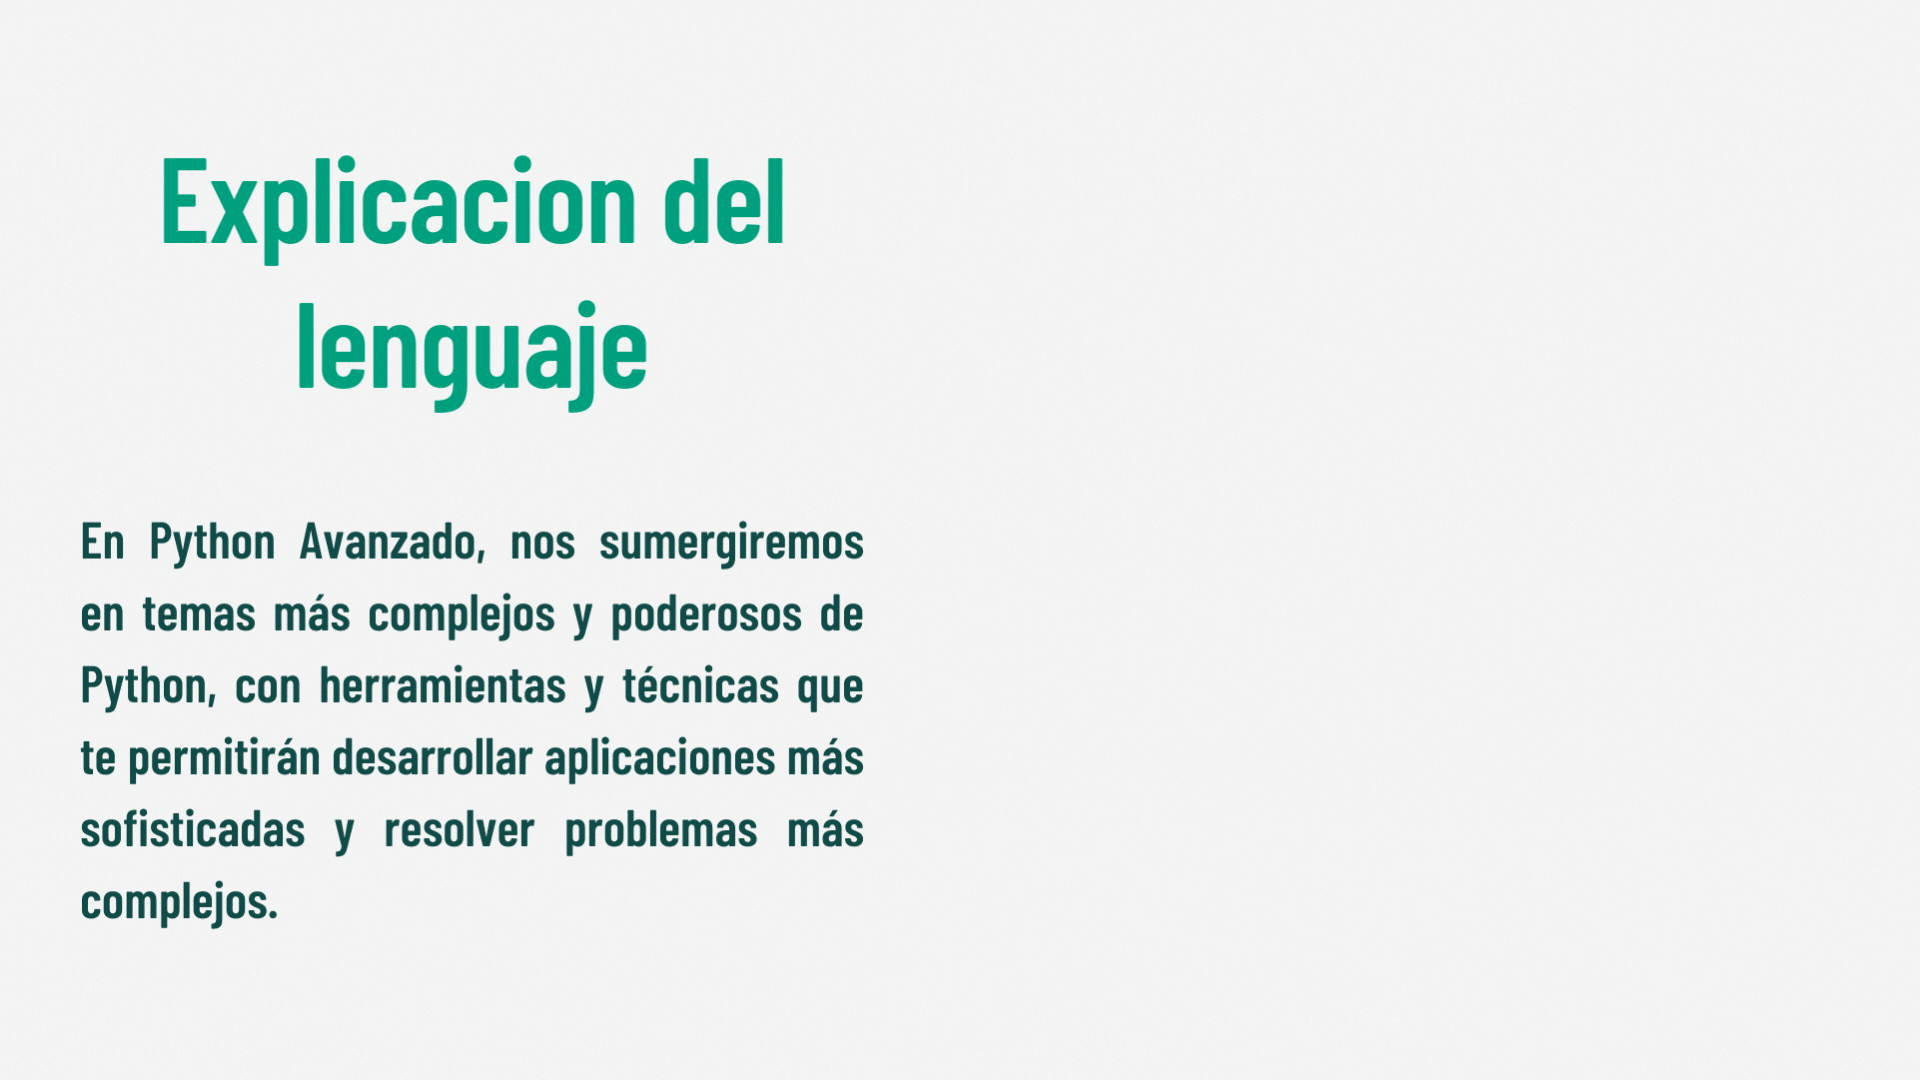 Explicacion del
lenguaje
En Python Avanzado, nos sumergiremos
en temas más complejos y poderosos de
Python, con herramientas y técnicas que
te permitirán desarrollar aplicaciones más
sofisticadas y resolver problemas más
complejos.